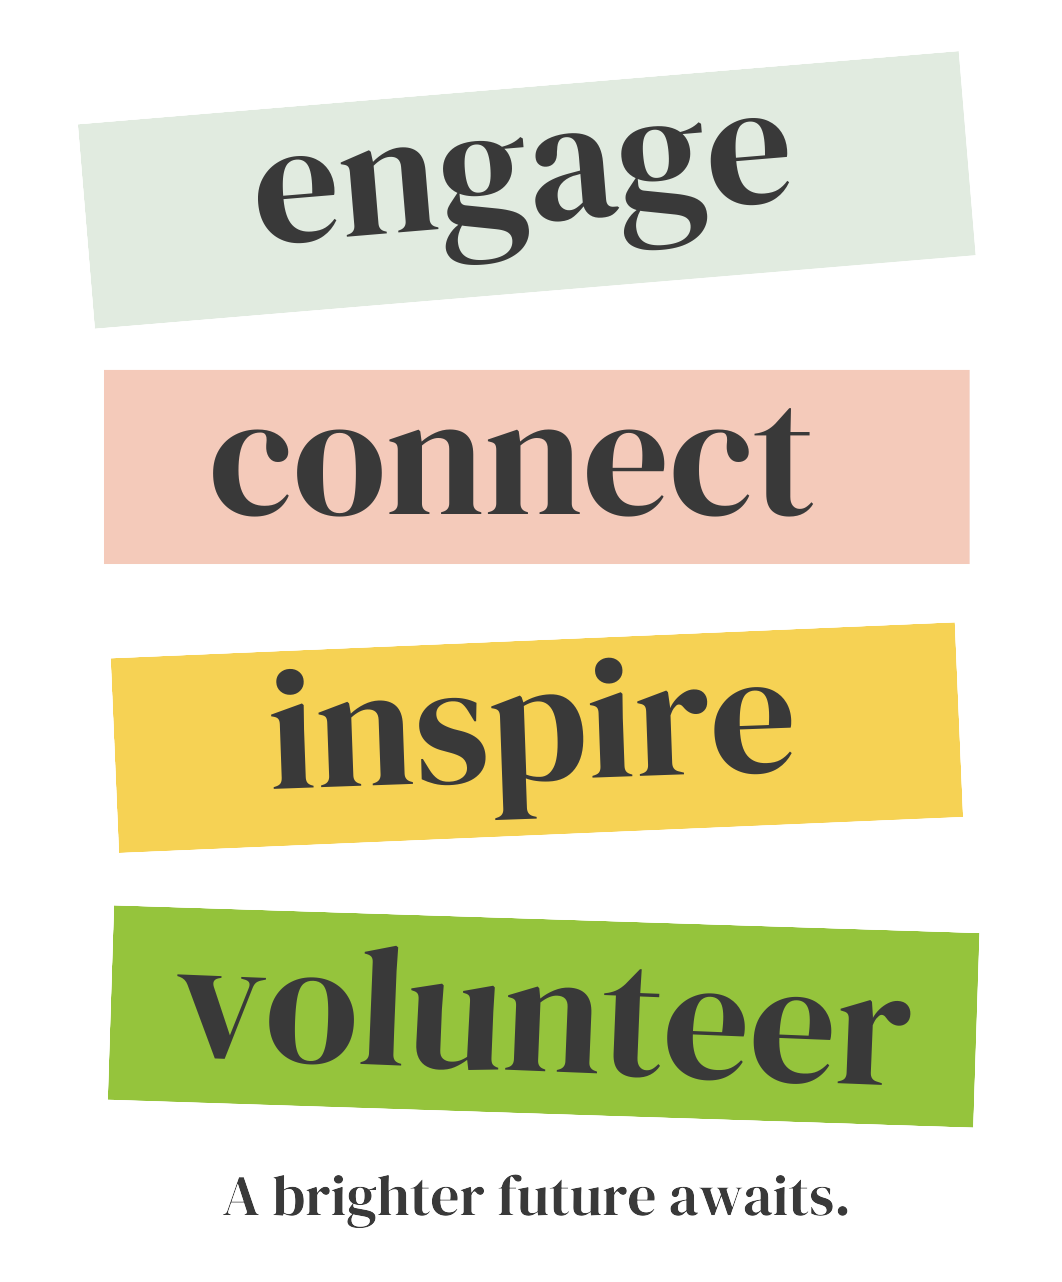 engage
connect
inspire
volunteer
A brighter future awaits.